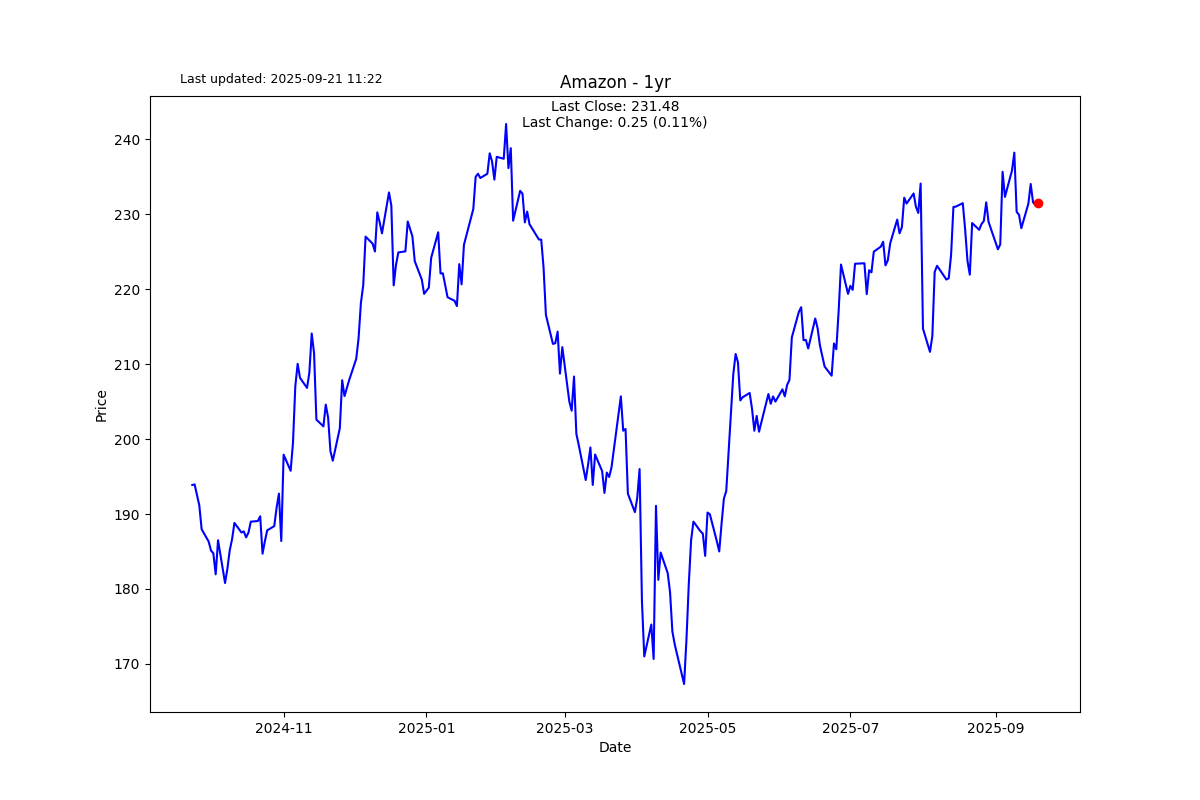 Last updated: 2025-09-21 11:22
Amazon - 1yr
Last Close: 231.48
Last Change: 0.25 (0.11%)
240
230
220
210
200
190
180
170
Price
2024-11
2025-01
2025-03
2025-05
2025-07
2025-09
Date